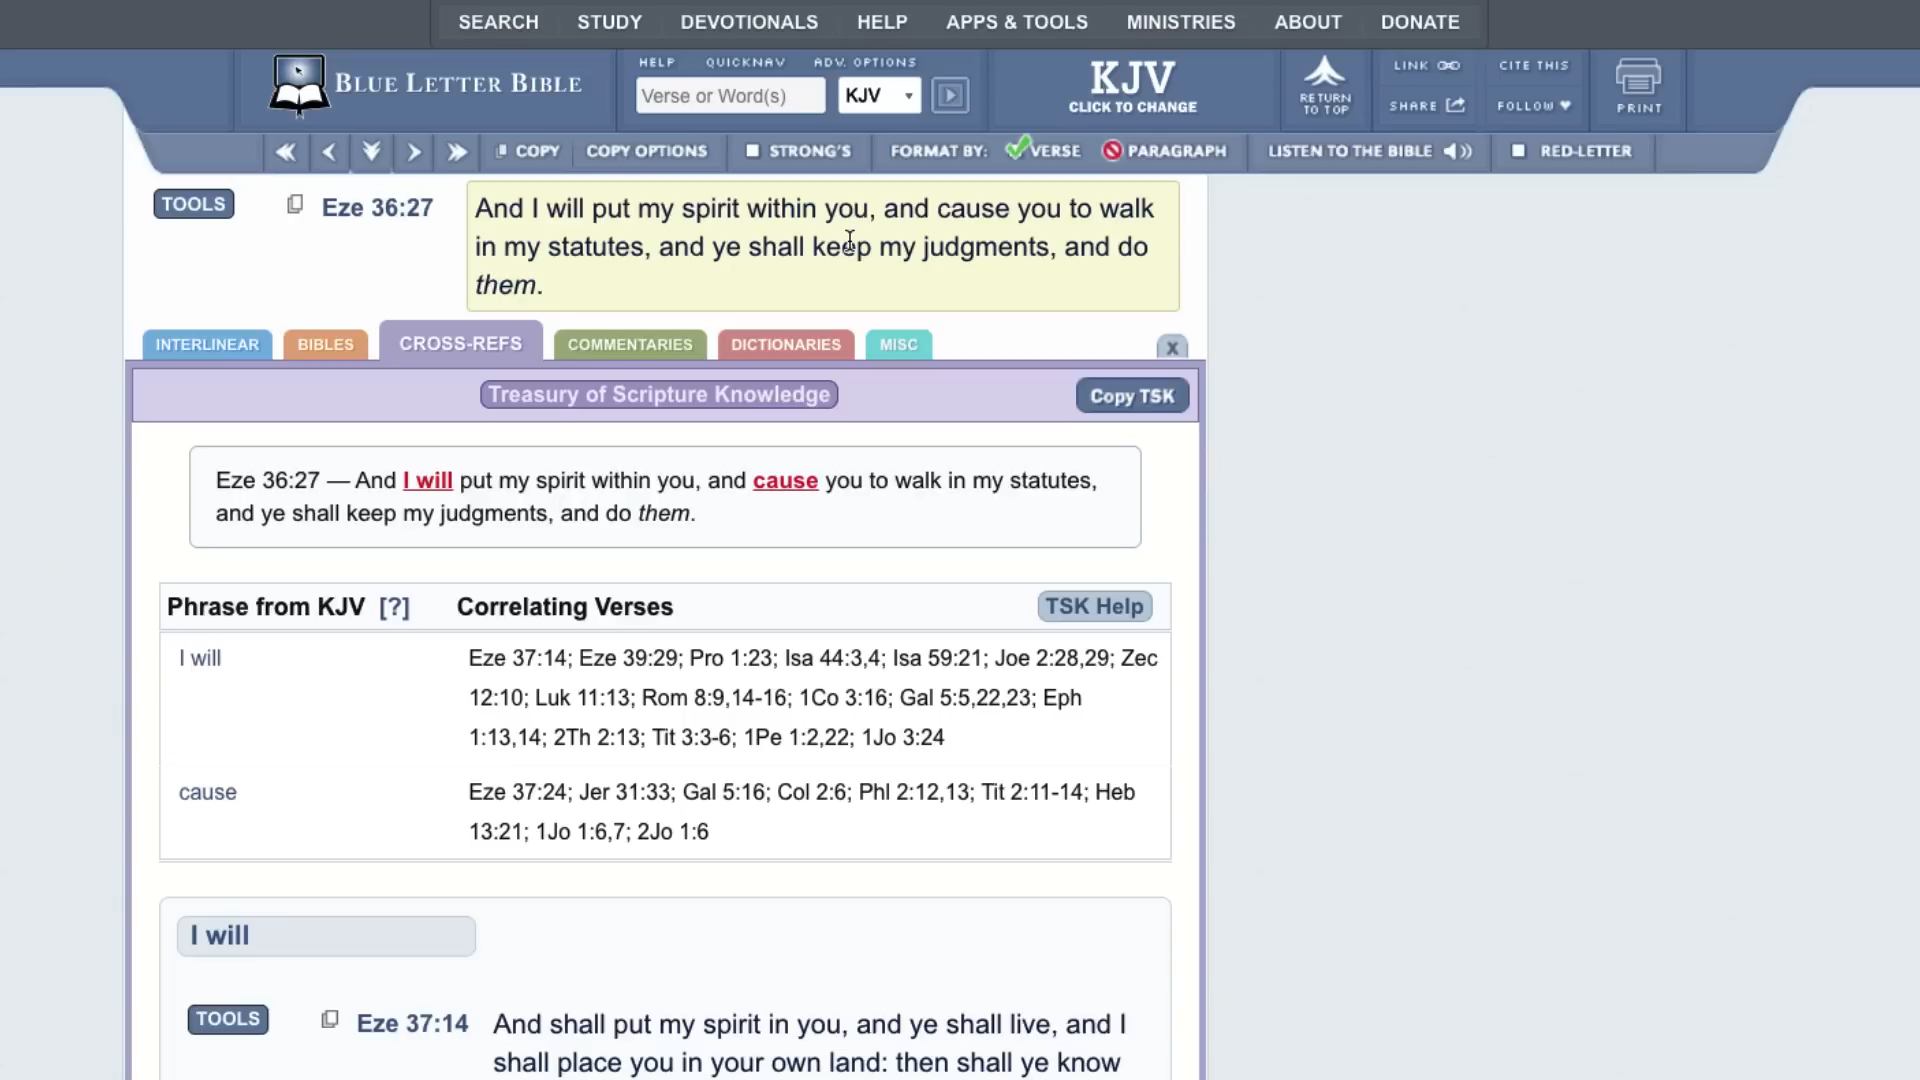 SEARCH STUDY DEVOTIONALS HELP APPS & TOOLS MINISTRIES ABOUT DONATE
BLUE LETTER BIBLE
HELP QUICKNAV ADV. OPTIONS
Verse or Word(s) KJV
KJV
CLICK TO CHANGE
RETURN
TO TOP
LINK
SHARE
CITE THIS
FOLLOW
PRINT
COPY COPY OPTIONS STRONG'S FORMAT BY: VERSE PARAGRAPH LISTEN TO THE BIBLE RED-LETTER
TOOLS Eze 36:27 And I will put my spirit within you, and cause you to walk
in my statutes, and ye shall keep my judgments, and do
them.
INTERLINEAR BIBLES CROSS-REFS COMMENTARIES DICTIONARIES MISC X
Treasury of Scripture Knowledge Copy TSK
Eze 36:27 — And I will put my spirit within you, and cause you to walk in my statutes,
and ye shall keep my judgments, and do them.
Phrase from KJV [?] Correlating Verses TSK Help
I will Eze 37:14; Eze 39:29; Pro 1:23; Isa 44:3,4; Isa 59:21; Joe 2:28,29; Zec
12:10; Luk 11:13; Rom 8:9,14-16; 1Co 3:16; Gal 5:5,22,23; Eph
1:13,14; 2Th 2:13; Tit 3:3-6; 1Pe 1:2,22; 1Jo 3:24
cause Eze 37:24; Jer 31:33; Gal 5:16; Col 2:6; Phl 2:12,13; Tit 2:11-14; Heb
13:21; 1Jo 1:6,7; 2Jo 1:6
I will
TOOLS Eze 37:14 And shall put my spirit in you, and ye shall live, and I
shall place you in your own land: then shall ye know